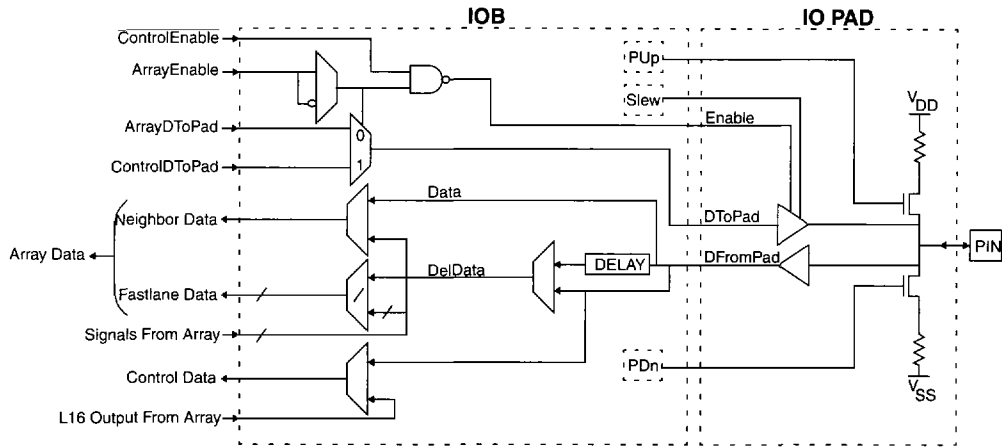 IOB
IO PAD
ControlEnable
ArrayEnable
ArrayDToPad
ControlDToPad
0
1
PUp
Slew
Enable
VDD
Data
Neighbor Data
DToPad
Array Data
DELAY
DFromPad
PIN
DelData
Fastlane Data
Signals From Array
PDn
Control Data
VSS
L16 Output From Array